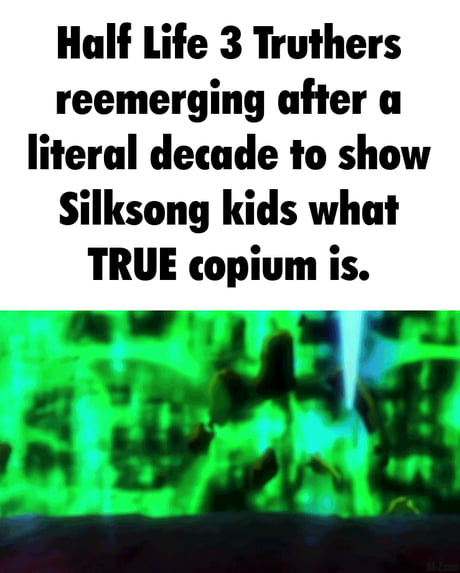 Half Life 3 Truthers
reemerging after a
literal decade to show
Silksong kids what
TRUE copium is.